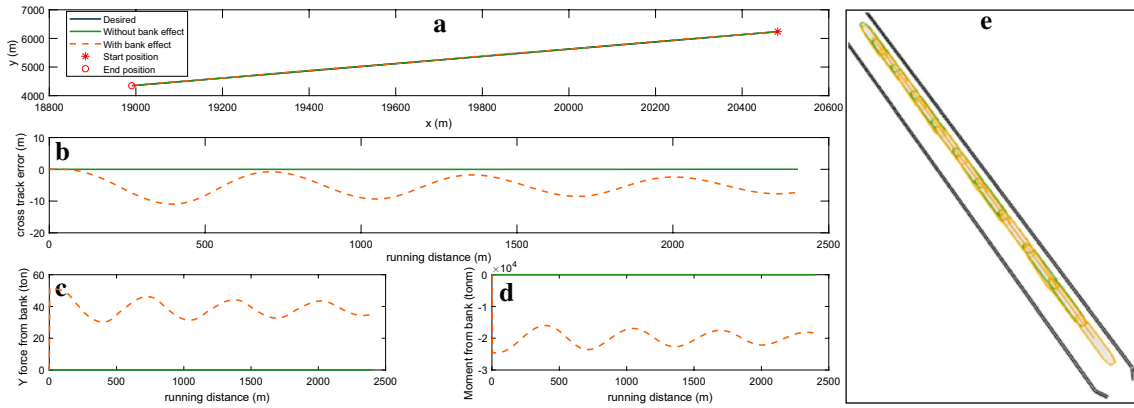 a
Desired
Without bank effect
With bank effect
Start position
End position
y (m)
7000
6000
5000
4000
18800
19000
19200
19400
19600
19800
20000
20200
20400
20600
x (m)
b
cross track error (m)
10
0
-10
-20
0
500
1000
1500
2000
2500
running distance (m)
c
Y force from bank (ton)
60
40
20
0
0
500
1000
1500
2000
2500
running distance (m)
d
Moment from bank (tonm)
×10⁴
0
-1
-2
-3
0
500
1000
1500
2000
2500
running distance (m)
e